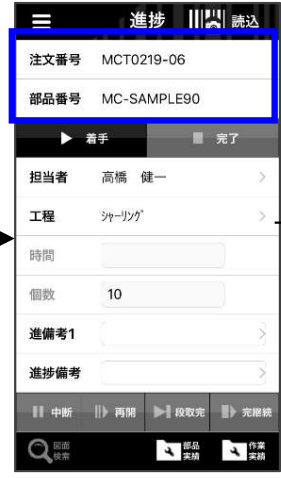 進捗 読込
注文番号 MCT0219-06
部品番号 MC-SAMPLE90
着手 完了
担当者 高橋 健一
工程 ｼｬｰﾘﾝｸﾞ
時間
個数 10
進備考1
進捗備考
中断 再開 段取完 完継続
図面検索 部品実績 作業実績